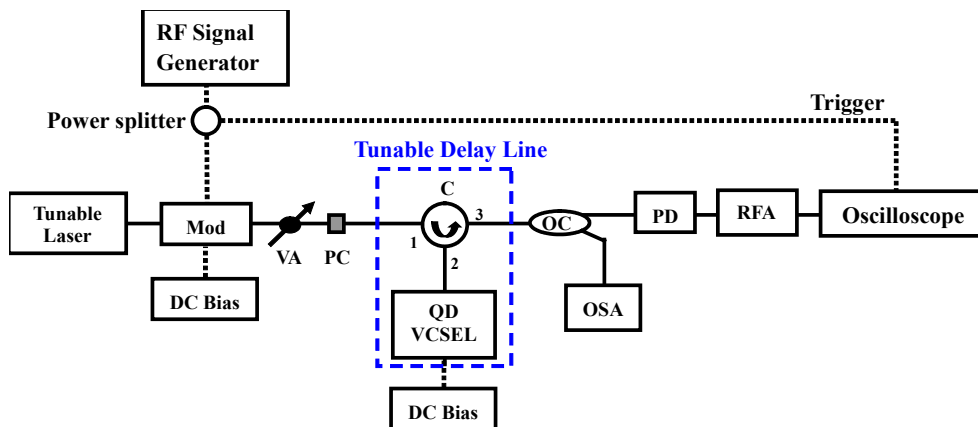 RF Signal
Generator
Power splitter
Trigger
Tunable Delay Line
Tunable
Laser
Mod
VA
PC
C
1
2
3
OC
PD
RFA
Oscilloscope
DC Bias
QD
VCSEL
OSA
DC Bias